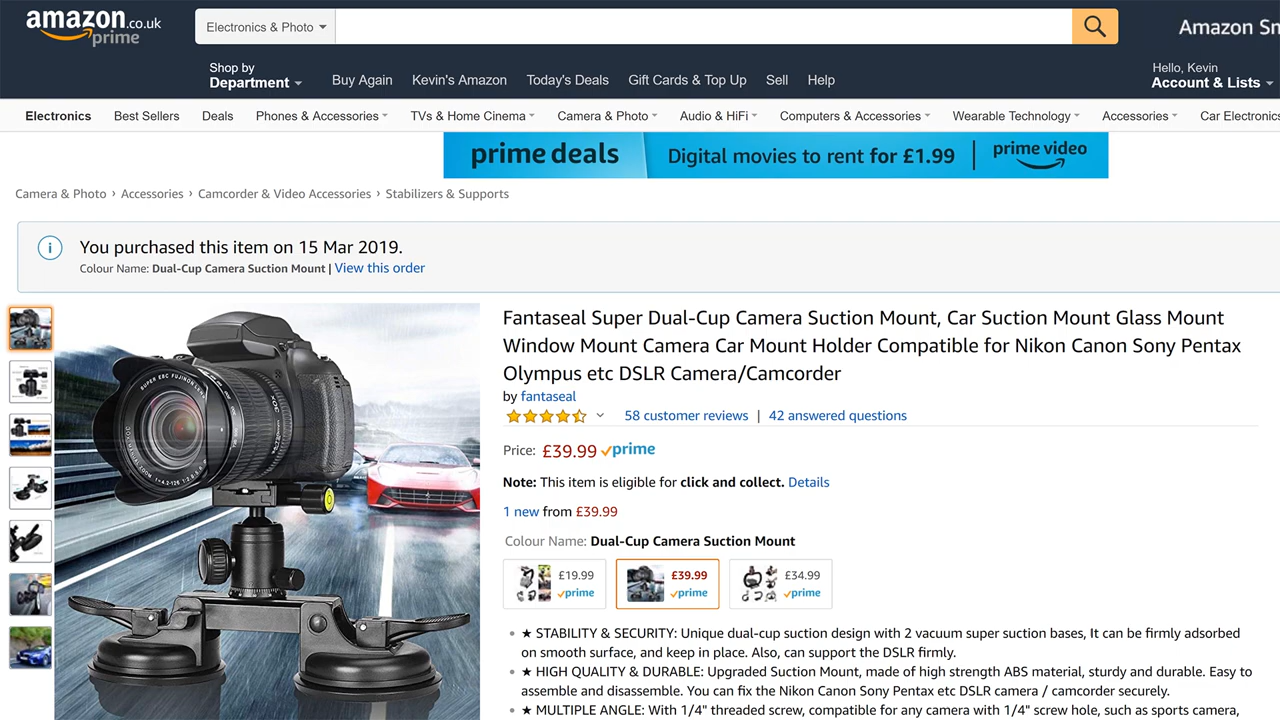 amazon.co.uk
prime
Electronics & Photo
Amazon Sm
Shop by
Department
Buy Again
Kevin's Amazon
Today's Deals
Gift Cards & Top Up
Sell
Help
Hello, Kevin
Account & Lists
Electronics
Best Sellers
Deals
Phones & Accessories
TVs & Home Cinema
Camera & Photo
Audio & HiFi
Computers & Accessories
Wearable Technology
Accessories
Car Electronics
prime deals
Digital movies to rent for £1.99
prime video
Camera & Photo › Accessories › Camcorder & Video Accessories › Stabilizers & Supports
You purchased this item on 15 Mar 2019.
Colour Name: Dual-Cup Camera Suction Mount | View this order
SUPER EBC FUJINON LENS
Fantaseal Super Dual-Cup Camera Suction Mount, Car Suction Mount Glass Mount
Window Mount Camera Car Mount Holder Compatible for Nikon Canon Sony Pentax
Olympus etc DSLR Camera/Camcorder
by fantaseal
58 customer reviews | 42 answered questions
Price: £39.99 prime
Note: This item is eligible for click and collect. Details
1 new from £39.99
Colour Name: Dual-Cup Camera Suction Mount
£19.99
prime
£39.99
prime
£34.99
prime
• ★ STABILITY & SECURITY: Unique dual-cup suction design with 2 vacuum super suction bases, It can be firmly adsorbed
on smooth surface, and keep in place. Also, can support the DSLR firmly.
• ★ HIGH QUALITY & DURABLE: Upgraded Suction Mount, made of high strength ABS material, sturdy and durable. Easy to
assemble and disassemble. You can fix the Nikon Canon Sony Pentax etc DSLR camera / camcorder securely.
• ★ MULTIPLE ANGLE: With 1/4" threaded screw, compatible for any camera with 1/4" screw hole, such as sports camera,